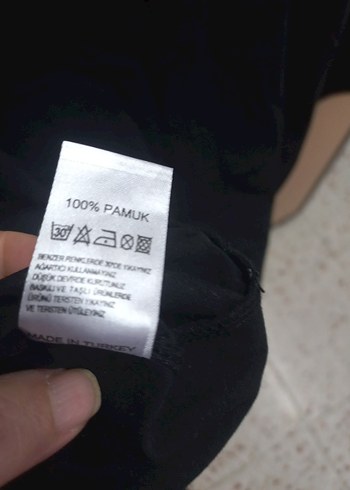 100% PAMUK
30°
BENZER RENKLERDE 30°DE YIKAYINIZ
AĞARTICI KULLANMAYINIZ
DÜŞÜK DEVİRDE KURUTUNUZ
BASKILI VE TAŞLI ÜRÜNLERDE
ÜRÜNÜ TERSTEN YIKAYINIZ
VE TERSTEN ÜTÜLEYİNİZ
MADE IN TURKEY